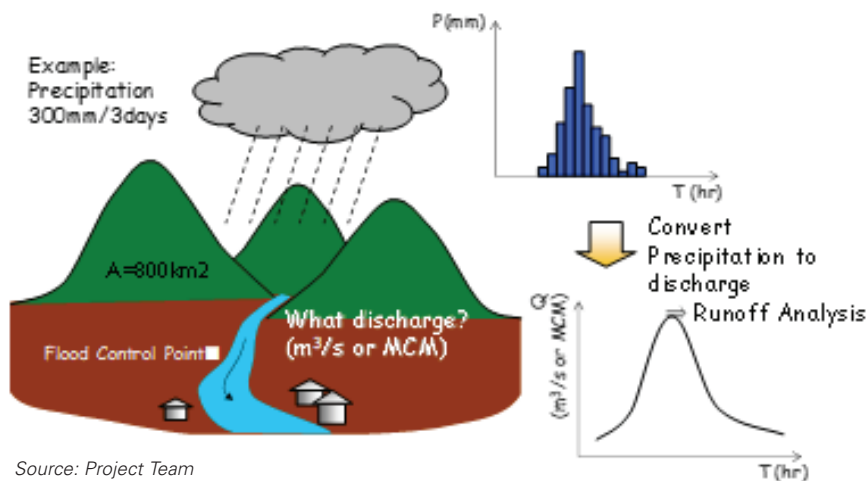 Example:
Precipitation
300mm/3days
P(mm)
T (hr)
Convert
Precipitation to
discharge
⇒ Runoff Analysis
A=800km2
What discharge?
(m³/s or MCM)
Flood Control Point
Q
(m³/s or MCM)
T(hr)
Source: Project Team